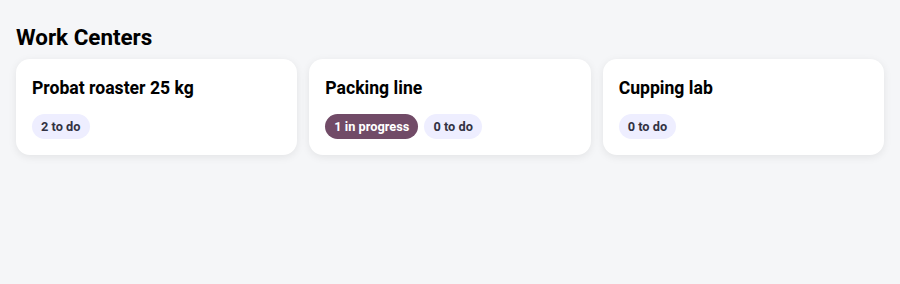 Work Centers
Probat roaster 25 kg
2 to do
Packing line
1 in progress 0 to do
Cupping lab
0 to do